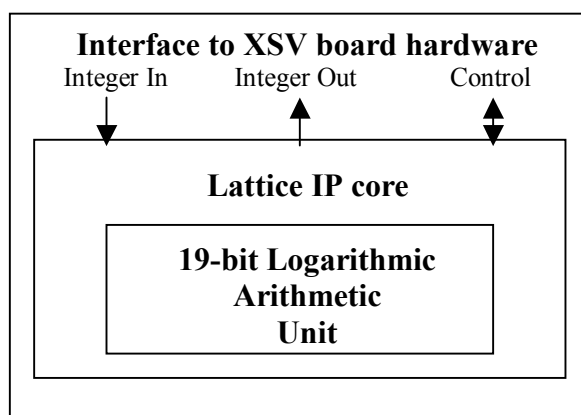 Interface to XSV board hardware
Integer In Integer Out Control
Lattice IP core
19-bit Logarithmic
Arithmetic
Unit